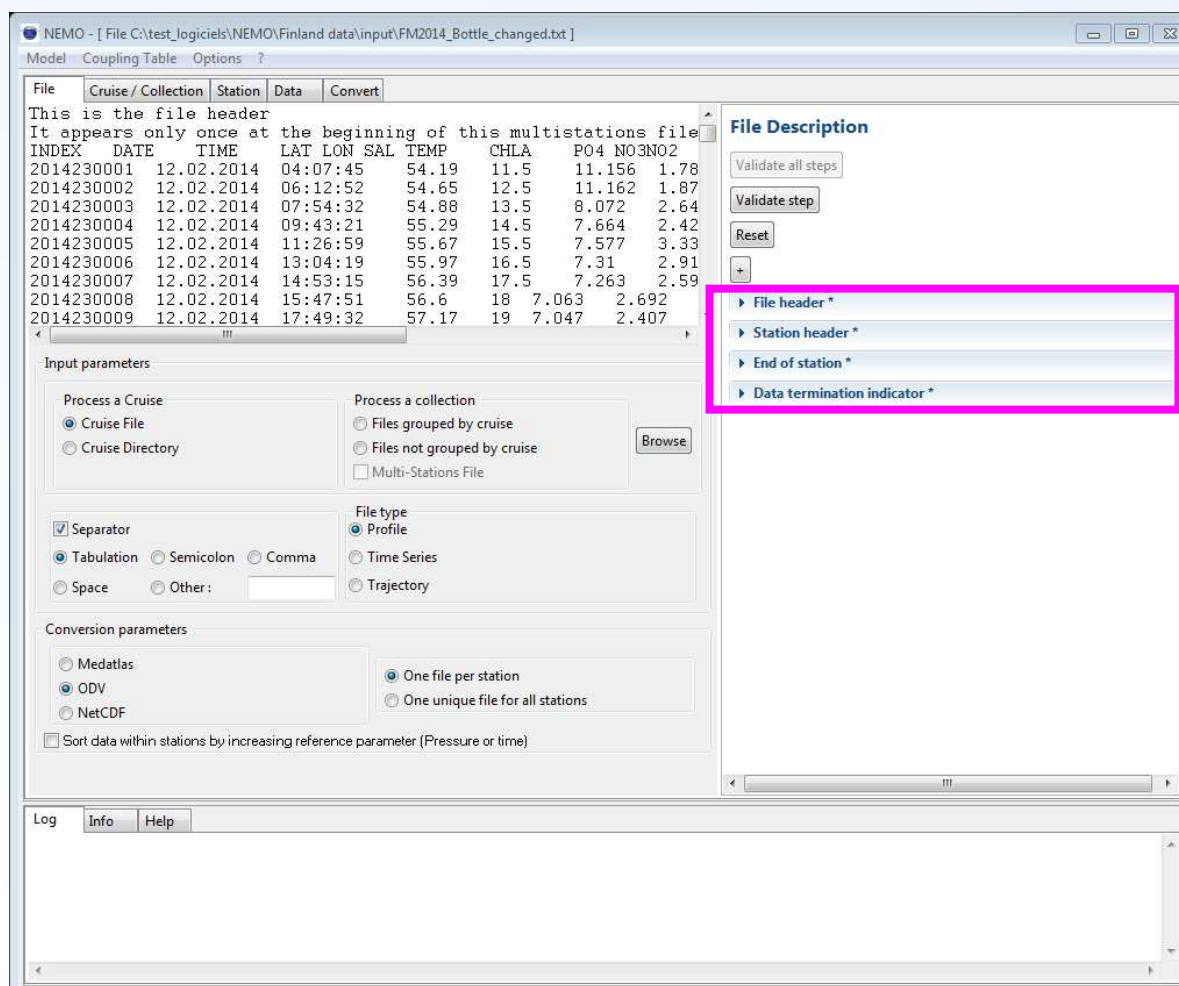 NEMO - [ File C:\test_logiciels\NEMO\Finland data\input\FM2014_Bottle_changed.txt ]
Model Coupling Table Options ?
File Cruise / Collection Station Data Convert
This is the file header
It appears only once at the beginning of this multistations file
INDEX DATE TIME LAT LON SAL TEMP CHLA PO4 NO3NO2
2014230001 12.02.2014 04:07:45 54.19 11.5 11.156 1.78
2014230002 12.02.2014 06:12:52 54.65 12.5 11.162 1.87
2014230003 12.02.2014 07:54:32 54.88 13.5 8.072 2.64
2014230004 12.02.2014 09:43:21 55.29 14.5 7.664 2.42
2014230005 12.02.2014 11:26:59 55.67 15.5 7.577 3.33
2014230006 12.02.2014 13:04:19 55.97 16.5 7.31 2.91
2014230007 12.02.2014 14:53:15 56.39 17.5 7.263 2.59
2014230008 12.02.2014 15:47:51 56.6 18 7.063 2.692
2014230009 12.02.2014 17:49:32 57.17 19 7.047 2.407
File Description
Validate all steps
Validate step
Reset
+
File header *
Station header *
End of station *
Data termination indicator *
Input parameters
Process a Cruise
Cruise File
Cruise Directory
Process a collection
Files grouped by cruise
Files not grouped by cruise
Multi-Stations File
Browse
Separator
Tabulation Semicolon Comma
Space Other :
File type
Profile
Time Series
Trajectory
Conversion parameters
Medatlas
ODV
NetCDF
One file per station
One unique file for all stations
Sort data within stations by increasing reference parameter (Pressure or time)
Log Info Help